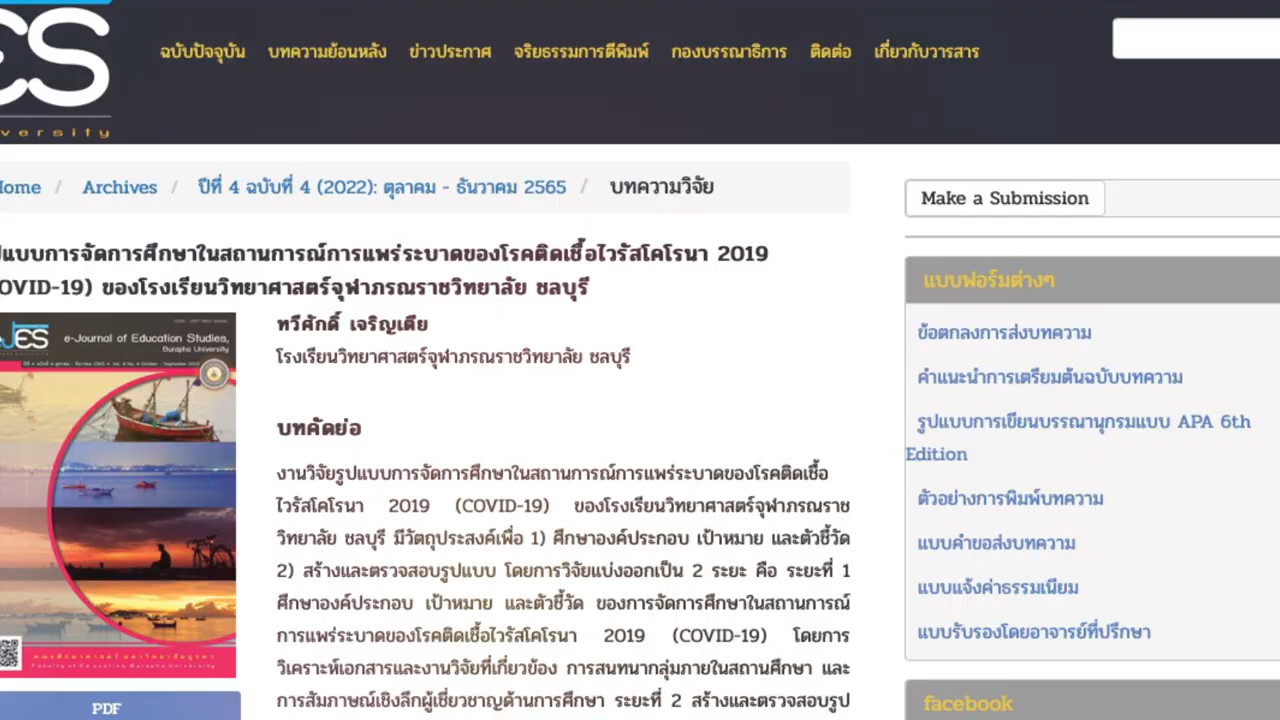 ES
versity
ฉบับปัจจุบัน บทความย้อนหลัง ข่าวประกาศ จริยธรรมการตีพิมพ์ กองบรรณาธิการ ติดต่อ เกี่ยวกับวารสาร
Home / Archives / ปีที่ 4 ฉบับที่ 4 (2022): ตุลาคม - ธันวาคม 2565 / บทความวิจัย
ปแบบการจัดการศึกษาในสถานการณ์การแพร่ระบาดของโรคติดเชื้อไวรัสโคโรนา 2019
OVID-19) ของโรงเรียนวิทยาศาสตร์จุฬาภรณราชวิทยาลัย ชลบุรี
eJES
e-Journal of Education Studies,
Burapha University
คณะศึกษาศาสตร์ มหาวิทยาลัยบูรพา
Faculty of Education, Burapha University
PDF
ทวีศักดิ์ เจริญเตีย
โรงเรียนวิทยาศาสตร์จุฬาภรณราชวิทยาลัย ชลบุรี
บทคัดย่อ
งานวิจัยรูปแบบการจัดการศึกษาในสถานการณ์การแพร่ระบาดของโรคติดเชื้อ
ไวรัสโคโรนา 2019 (COVID-19) ของโรงเรียนวิทยาศาสตร์จุฬาภรณราช
วิทยาลัย ชลบุรี มีวัตถุประสงค์เพื่อ 1) ศึกษาองค์ประกอบ เป้าหมาย และตัวชี้วัด
2) สร้างและตรวจสอบรูปแบบ โดยการวิจัยแบ่งออกเป็น 2 ระยะ คือ ระยะที่ 1
ศึกษาองค์ประกอบ เป้าหมาย และตัวชี้วัด ของการจัดการศึกษาในสถานการณ์
การแพร่ระบาดของโรคติดเชื้อไวรัสโคโรนา 2019 (COVID-19) โดยการ
วิเคราะห์เอกสารและงานวิจัยที่เกี่ยวข้อง การสนทนากลุ่มภายในสถานศึกษา และ
การสัมภาษณ์เชิงลึกผู้เชี่ยวชาญด้านการศึกษา ระยะที่ 2 สร้างและตรวจสอบรูป
Make a Submission
แบบฟอร์มต่างๆ
ข้อตกลงการส่งบทความ
คำแนะนำการเตรียมต้นฉบับบทความ
รูปแบบการเขียนบรรณานุกรมแบบ APA 6th
Edition
ตัวอย่างการพิมพ์บทความ
แบบคำขอส่งบทความ
แบบแจ้งค่าธรรมเนียม
แบบรับรองโดยอาจารย์ที่ปรึกษา
facebook